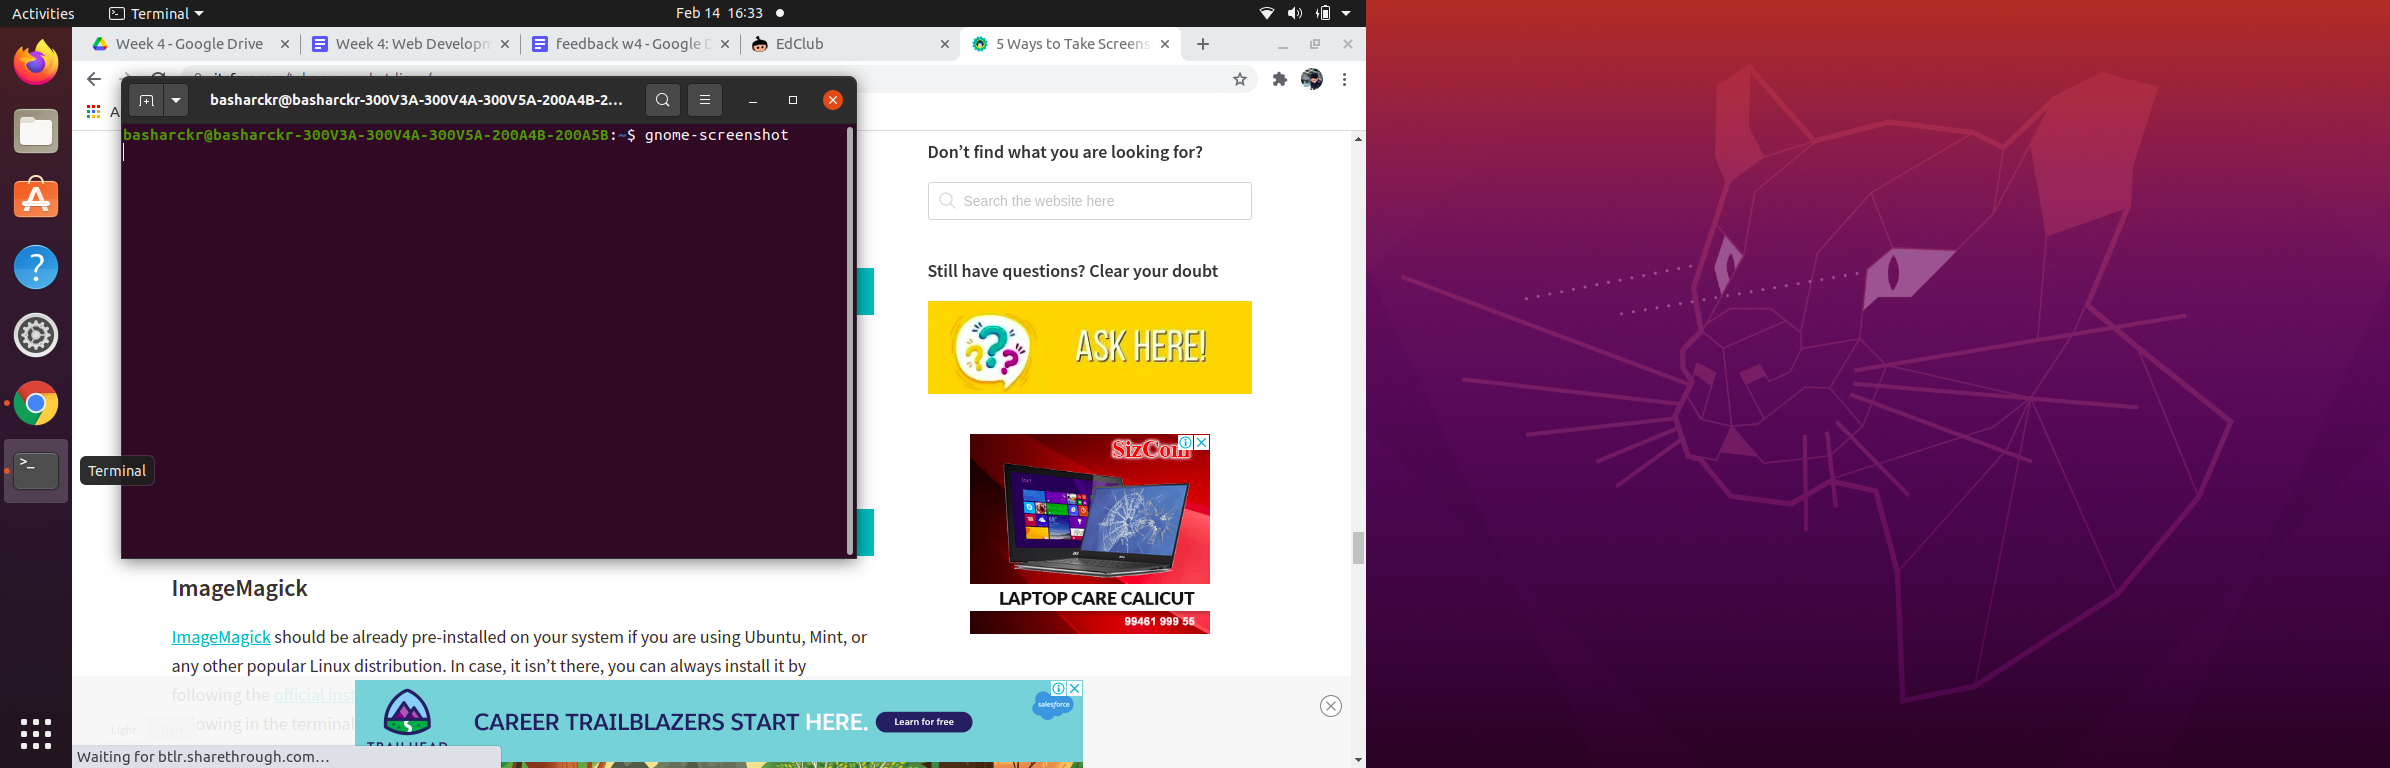 Activities
Terminal
Feb 14 16:33
Week 4 - Google Drive
Week 4: Web Developm
feedback w4 - Google D
EdClub
5 Ways to Take Screens
basharckr@basharckr-300V3A-300V4A-300V5A-200A4B-2...
basharckr@basharckr-300V3A-300V4A-300V5A-200A4B-200A5B:~$ gnome-screenshot
Terminal
Don't find what you are looking for?
Search the website here
Still have questions? Clear your doubt
ASK HERE!
SizCom
LAPTOP CARE CALICUT
99461 999 55
ImageMagick
ImageMagick should be already pre-installed on your system if you are using Ubuntu, Mint, or
any other popular Linux distribution. In case, it isn't there, you can always install it by
following the official inst
owing in the terminal
Light
TRAILHEAD
CAREER TRAILBLAZERS START HERE.
Learn for free
salesforce
Waiting for btlr.sharethrough.com...